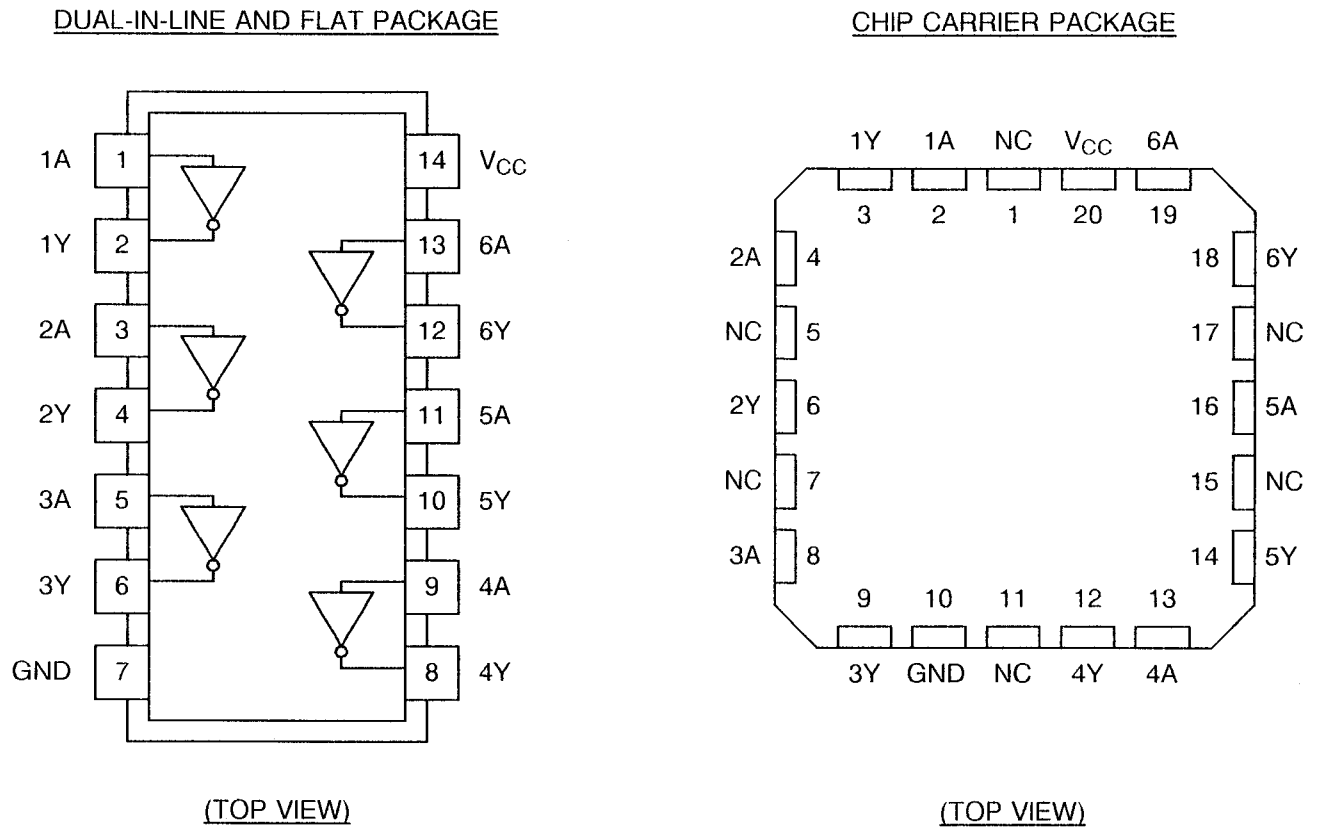 DUAL-IN-LINE AND FLAT PACKAGE
1A 1 14 VCC
1Y 2 13 6A
2A 3 12 6Y
2Y 4 11 5A
3A 5 10 5Y
3Y 6 9 4A
GND 7 8 4Y
(TOP VIEW)
CHIP CARRIER PACKAGE
1Y 1A NC VCC 6A
3 2 1 20 19
2A 4 18 6Y
NC 5 17 NC
2Y 6 16 5A
NC 7 15 NC
3A 8 14 5Y
9 10 11 12 13
3Y GND NC 4Y 4A
(TOP VIEW)